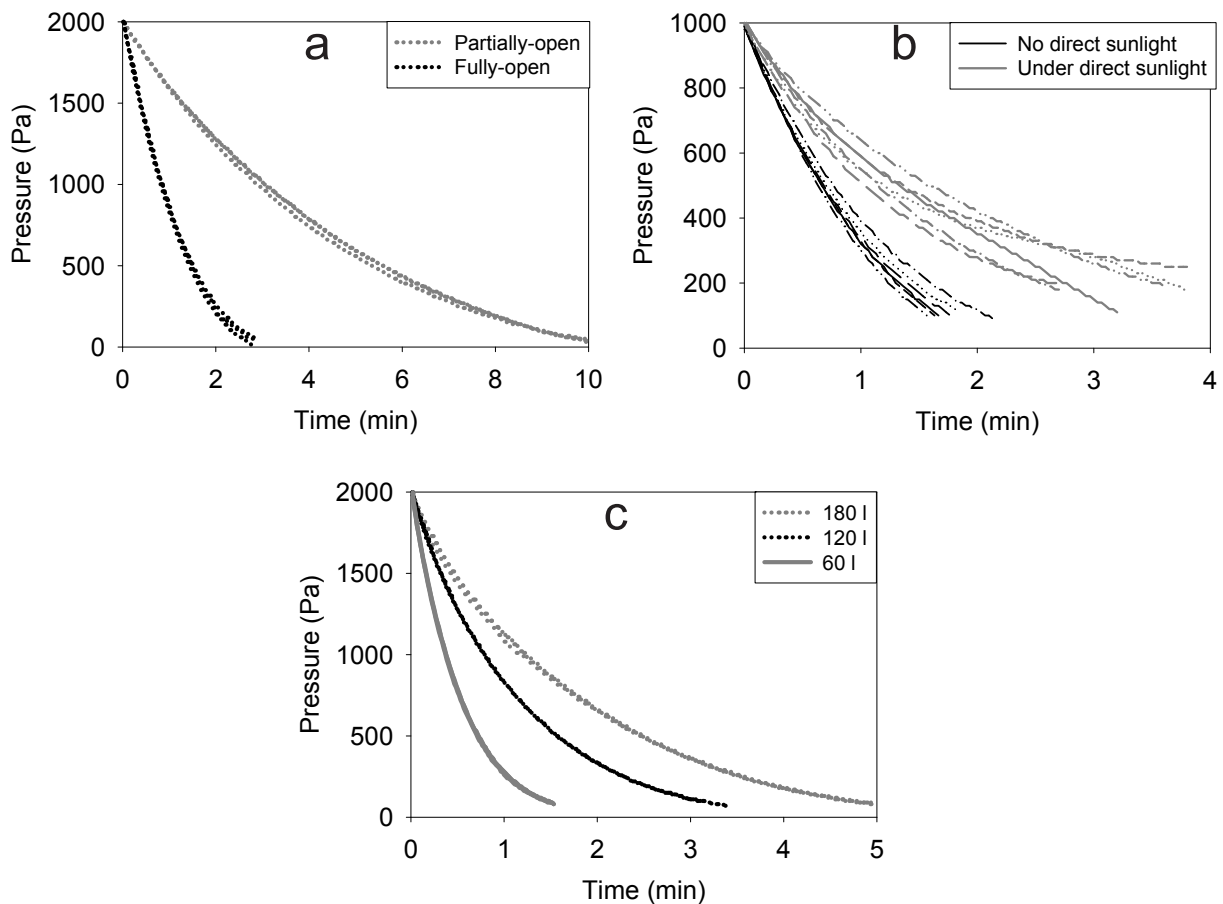 a
Partially-open
Fully-open
Pressure (Pa)
2000
1500
1000
500
0
0 2 4 6 8 10
Time (min)
b
No direct sunlight
Under direct sunlight
Pressure (Pa)
1000
800
600
400
200
0
0 1 2 3 4
Time (min)
c
180 l
120 l
60 l
Pressure (Pa)
2000
1500
1000
500
0
0 1 2 3 4 5
Time (min)